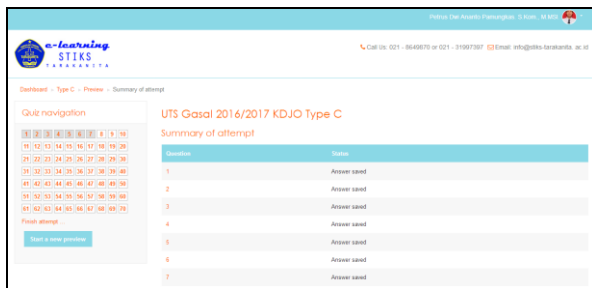 Petrus Dwi Ananto Pamungkas, S.Kom., M.MSI.
e-learning
STIKS
TARAKANITA
Call Us: 021 - 8649870 or 021 - 31997397 Email: info@stiks-tarakanita. ac.id
Dashboard - Type C - Preview - Summary of attempt
Quiz navigation
1 2 3 4 5 6 7 8 9 10
11 12 13 14 15 16 17 18 19 20
21 22 23 24 25 26 27 28 29 30
31 32 33 34 35 36 37 38 39 40
41 42 43 44 45 46 47 48 49 50
51 52 53 54 55 56 57 58 59 60
61 62 63 64 65 66 67 68 69 70
Finish attempt ...
Start a new preview
UTS Gasal 2016/2017 KDJO Type C
Summary of attempt
Question Status
1 Answer saved
2 Answer saved
3 Answer saved
4 Answer saved
5 Answer saved
6 Answer saved
7 Answer saved